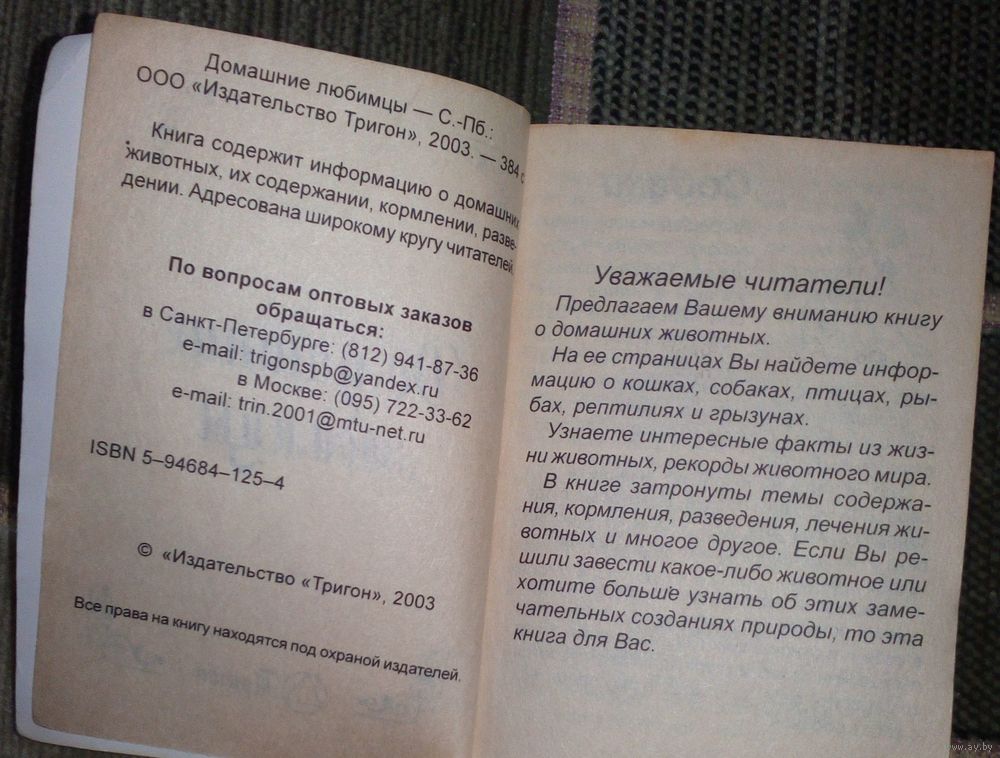 Домашние любимцы — С.-Пб.:
ООО «Издательство Тригон», 2003. — 384 с
Книга содержит информацию о домашних
животных, их содержании, кормлении, разве-
дении. Адресована широкому кругу читателей.
По вопросам оптовых заказов
обращаться:
в Санкт-Петербурге: (812) 941-87-36
e-mail: trigonspb@yandex.ru
в Москве: (095) 722-33-62
e-mail: trin.2001@mtu-net.ru
ISBN 5–94684–125–4
© «Издательство «Тригон», 2003
Все права на книгу находятся под охраной издателей.
Уважаемые читатели!
Предлагаем Вашему вниманию книгу
о домашних животных.
На ее страницах Вы найдете инфор-
мацию о кошках, собаках, птицах, ры-
бах, рептилиях и грызунах.
Узнаете интересные факты из жиз-
ни животных, рекорды животного мира.
В книге затронуты темы содержа-
ния, кормления, разведения, лечения жи-
вотных и многое другое. Если Вы ре-
шили завести какое-либо животное или
хотите больше узнать об этих заме-
чательных созданиях природы, то эта
книга для Вас.
www.ay.by